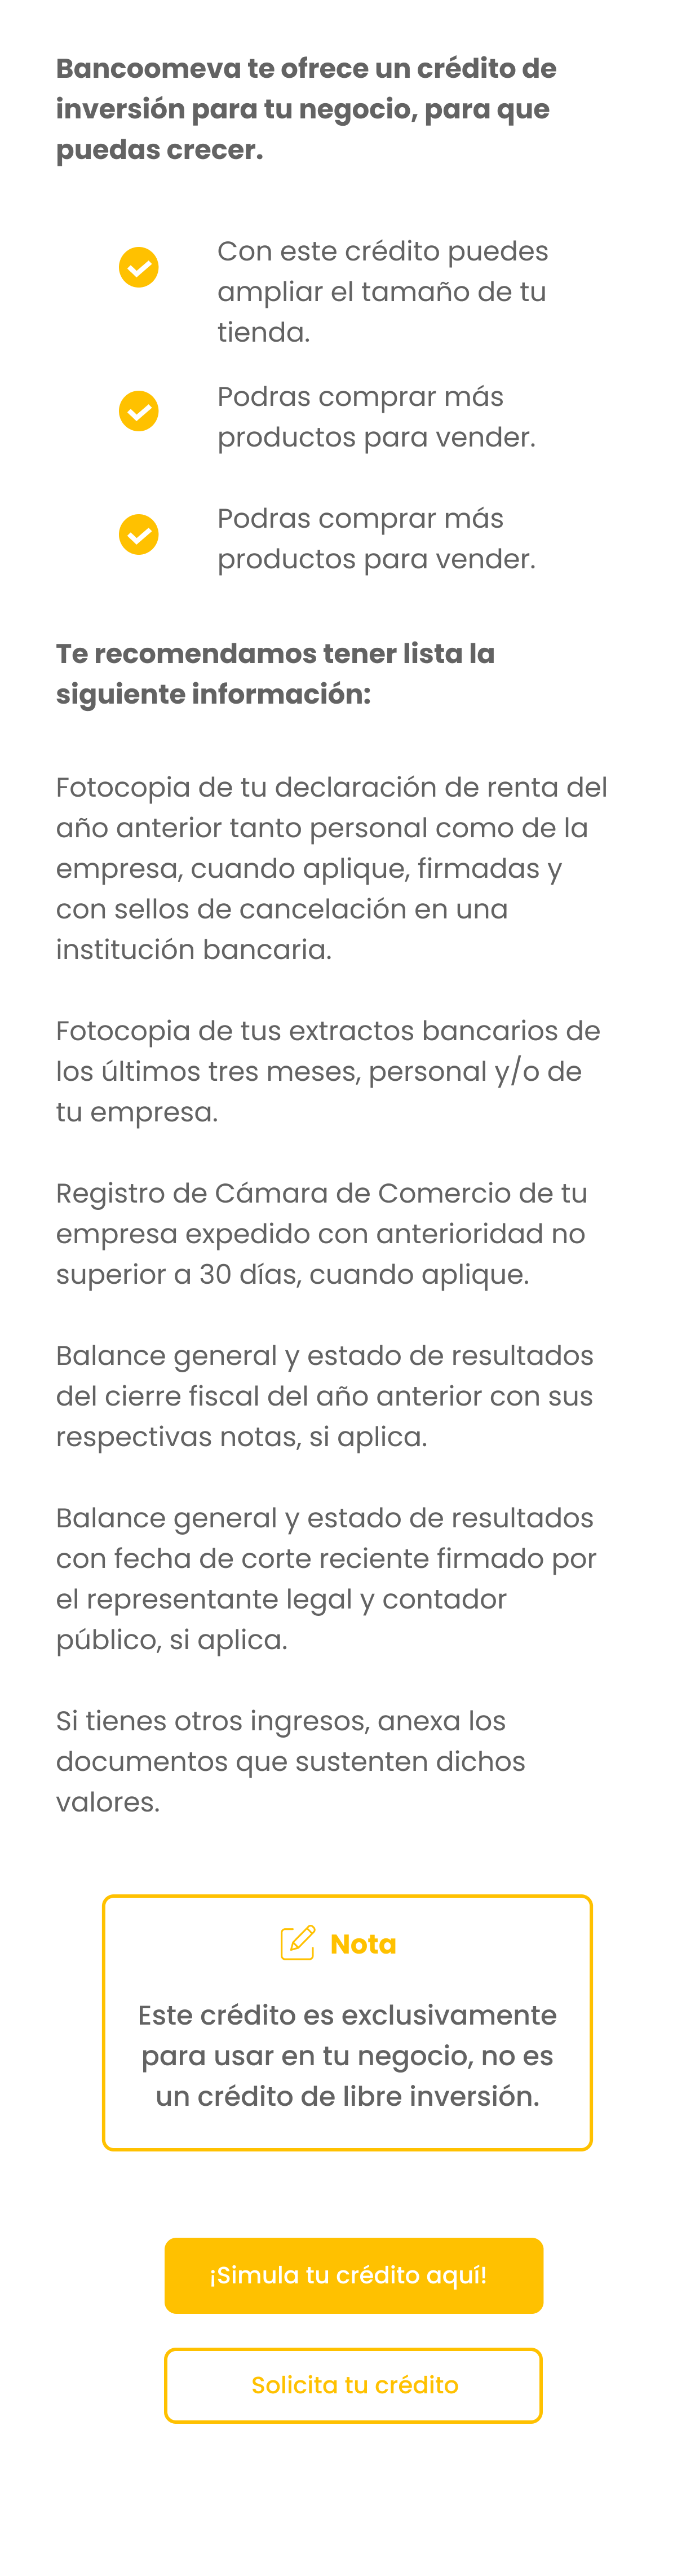 Bancoomeva te ofrece un crédito de
inversión para tu negocio, para que
puedas crecer.
Con este crédito puedes
ampliar el tamaño de tu
tienda.
Podras comprar más
productos para vender.
Podras comprar más
productos para vender.
Te recomendamos tener lista la
siguiente información:
Fotocopia de tu declaración de renta del
año anterior tanto personal como de la
empresa, cuando aplique, firmadas y
con sellos de cancelación en una
institución bancaria.
Fotocopia de tus extractos bancarios de
los últimos tres meses, personal y/o de
tu empresa.
Registro de Cámara de Comercio de tu
empresa expedido con anterioridad no
superior a 30 días, cuando aplique.
Balance general y estado de resultados
del cierre fiscal del año anterior con sus
respectivas notas, si aplica.
Balance general y estado de resultados
con fecha de corte reciente firmado por
el representante legal y contador
público, si aplica.
Si tienes otros ingresos, anexa los
documentos que sustenten dichos
valores.
Nota
Este crédito es exclusivamente
para usar en tu negocio, no es
un crédito de libre inversión.
¡Simula tu crédito aquí!
Solicita tu crédito